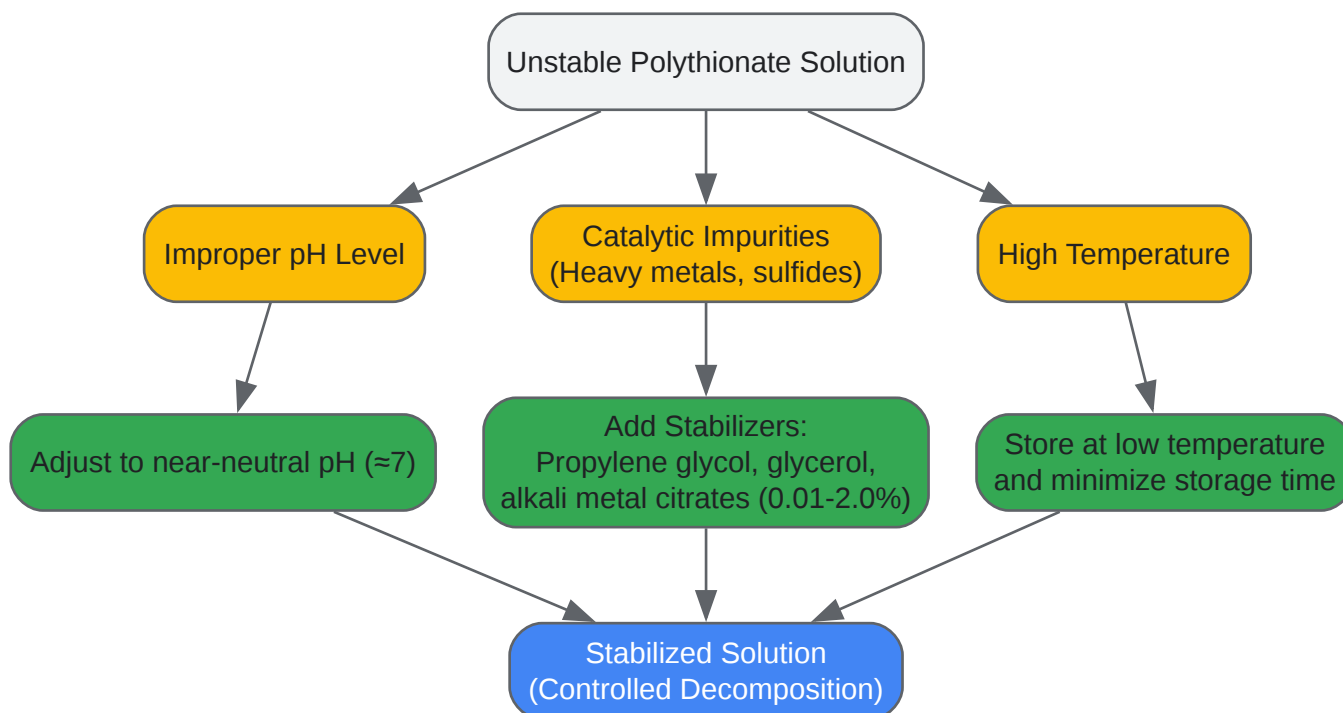 Unstable Polythionate Solution
Improper pH Level
Catalytic Impurities
(Heavy metals, sulfides)
High Temperature
Adjust to near-neutral pH (≈7)
Add Stabilizers:
Propylene glycol, glycerol,
alkali metal citrates (0.01-2.0%)
Store at low temperature
and minimize storage time
Stabilized Solution
(Controlled Decomposition)